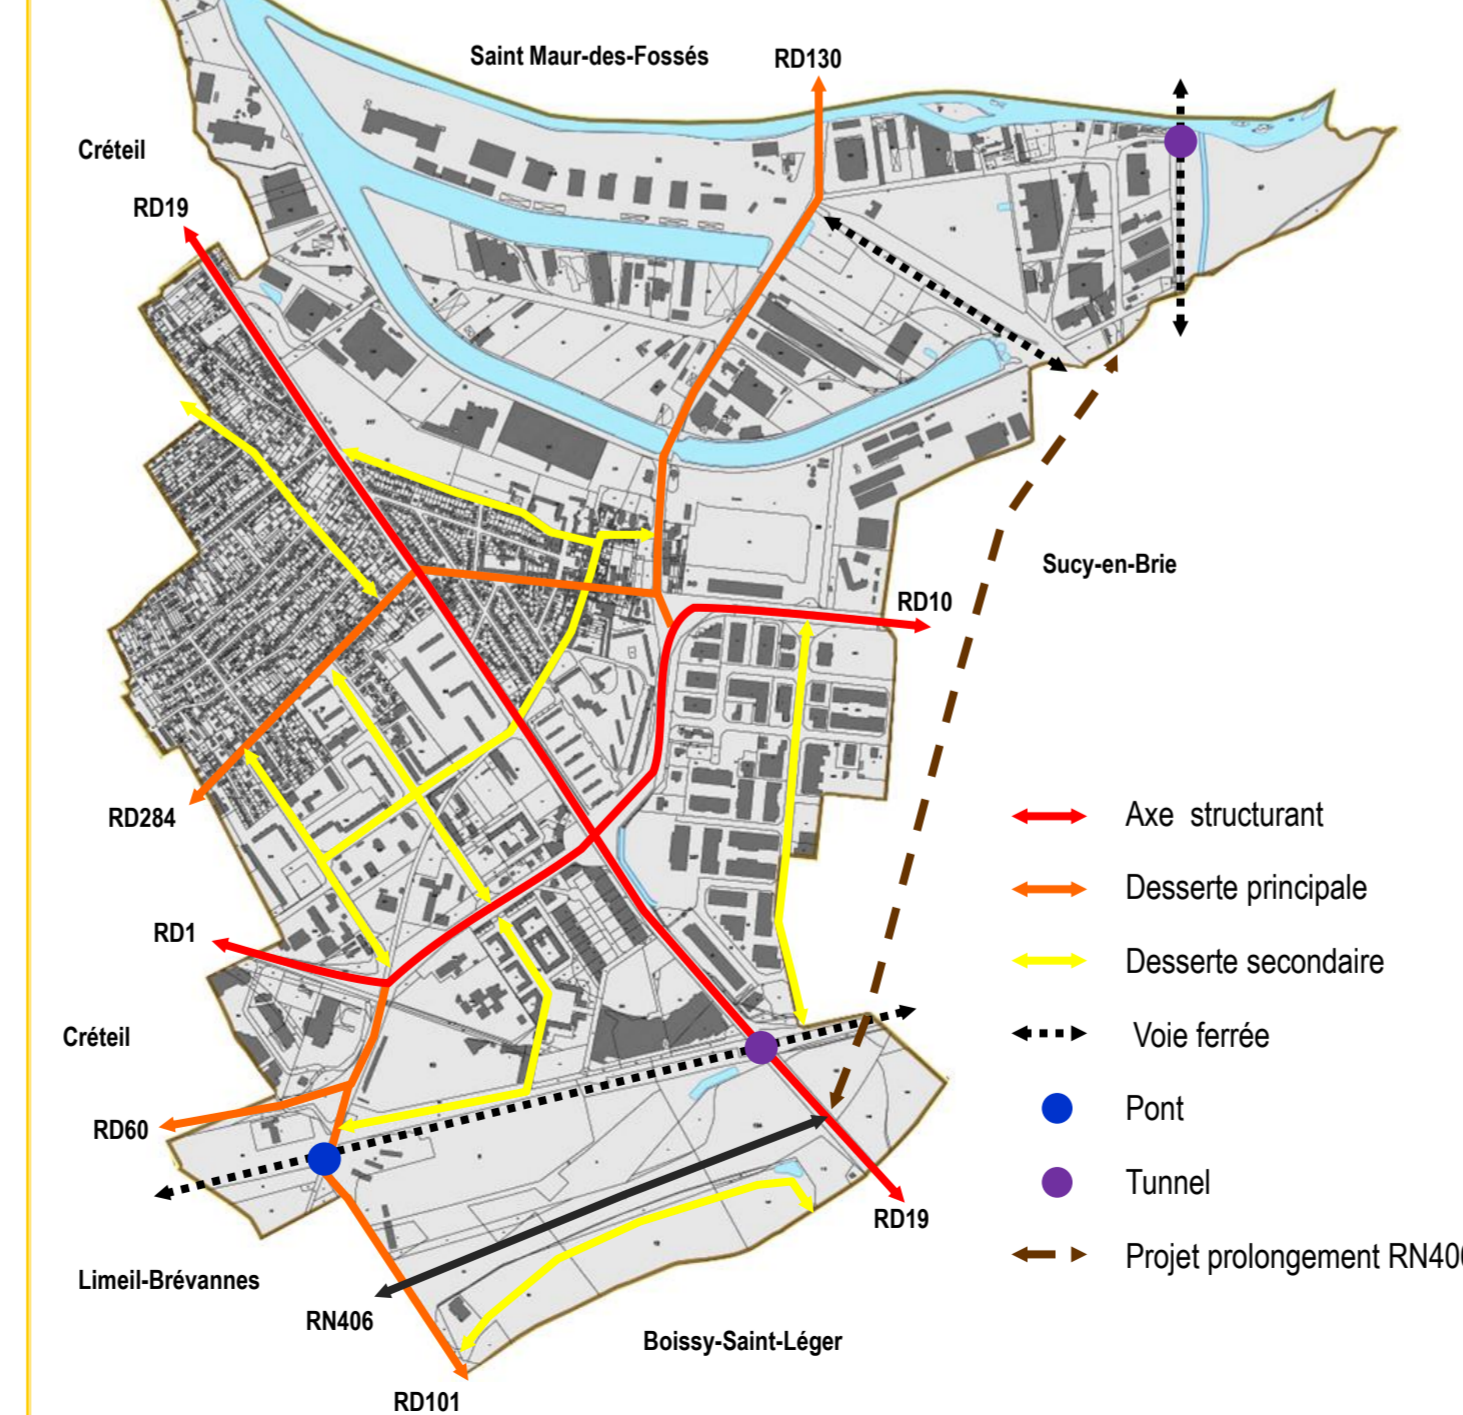 Saint Maur-des-Fossés
RD130
Créteil
RD19
Sucy-en-Brie
RD10
RD284
Axe structurant
Desserte principale
RD1
Desserte secondaire
Créteil
Voie ferrée
Pont
RD60
Tunnel
RD19
Projet prolongement RN406
Limeil-Brévannes
RN406
Boissy-Saint-Léger
RD101